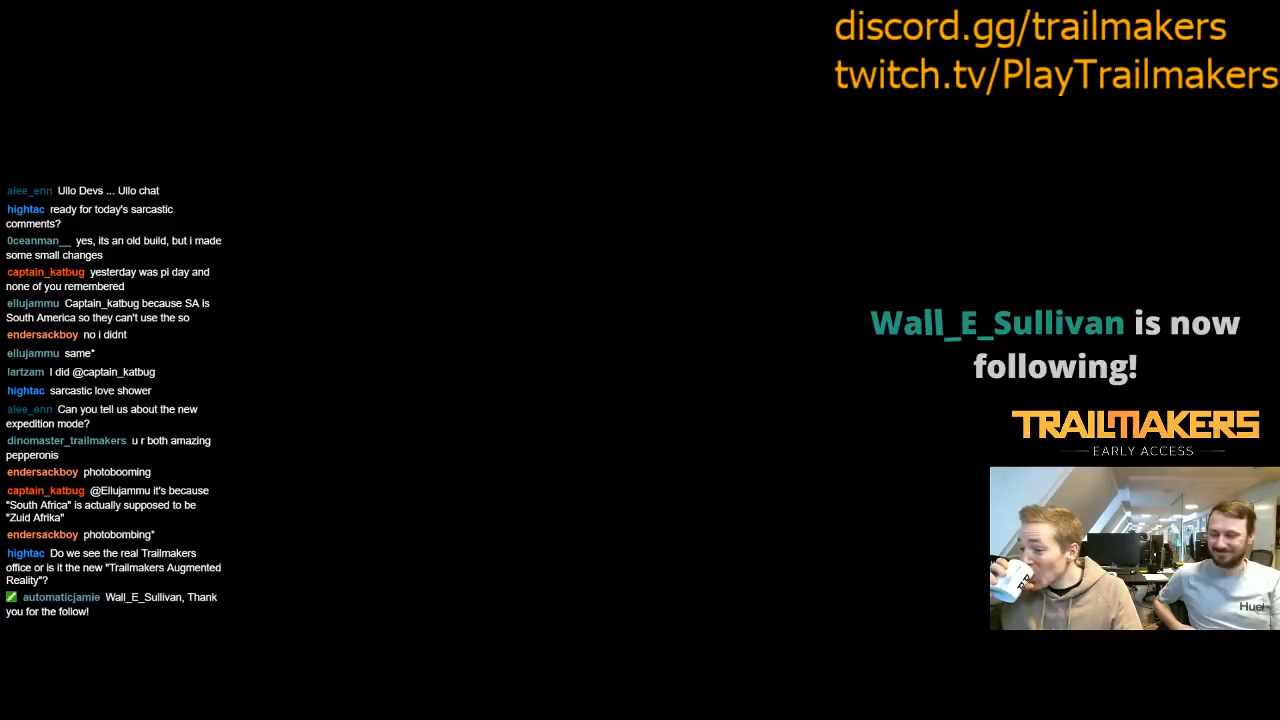 discord.gg/trailmakers
twitch.tv/PlayTrailmakers
alee_enn Ullo Devs ... Ullo chat
hightac ready for today's sarcastic
comments?
0ceanman__ yes, its an old build, but i made
some small changes
captain_katbug yesterday was pi day and
none of you remembered
ellujammu Captain_katbug because SA is
South America so they can't use the so
endersackboy no i didnt
ellujammu same*
lartzam I did @captain_katbug
hightac sarcastic love shower
alee_enn Can you tell us about the new
expedition mode?
dinomaster_trailmakers u r both amazing
pepperonis
endersackboy photobooming
captain_katbug @Ellujammu it's because
"South Africa" is actually supposed to be
"Zuid Afrika"
endersackboy photobombing*
hightac Do we see the real Trailmakers
office or is it the new "Trailmakers Augmented
Reality"?
automaticjamie Wall_E_Sullivan, Thank
you for the follow!
Wall_E_Sullivan is now
following!
TRAILMAKERS
EARLY ACCESS
Huel